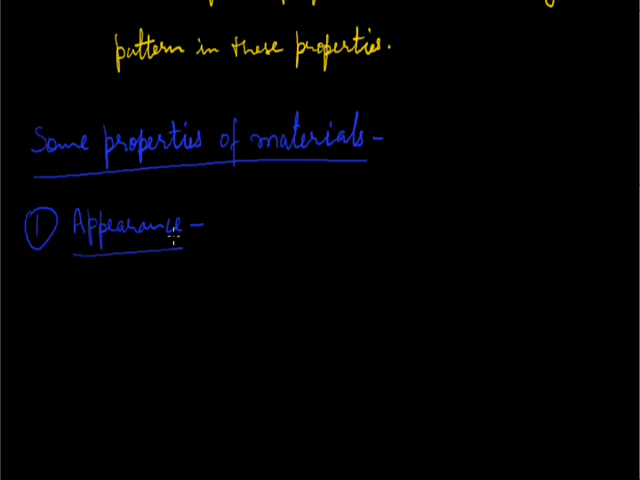 pattern in these properties.
Some properties of materials -
① Appearance -